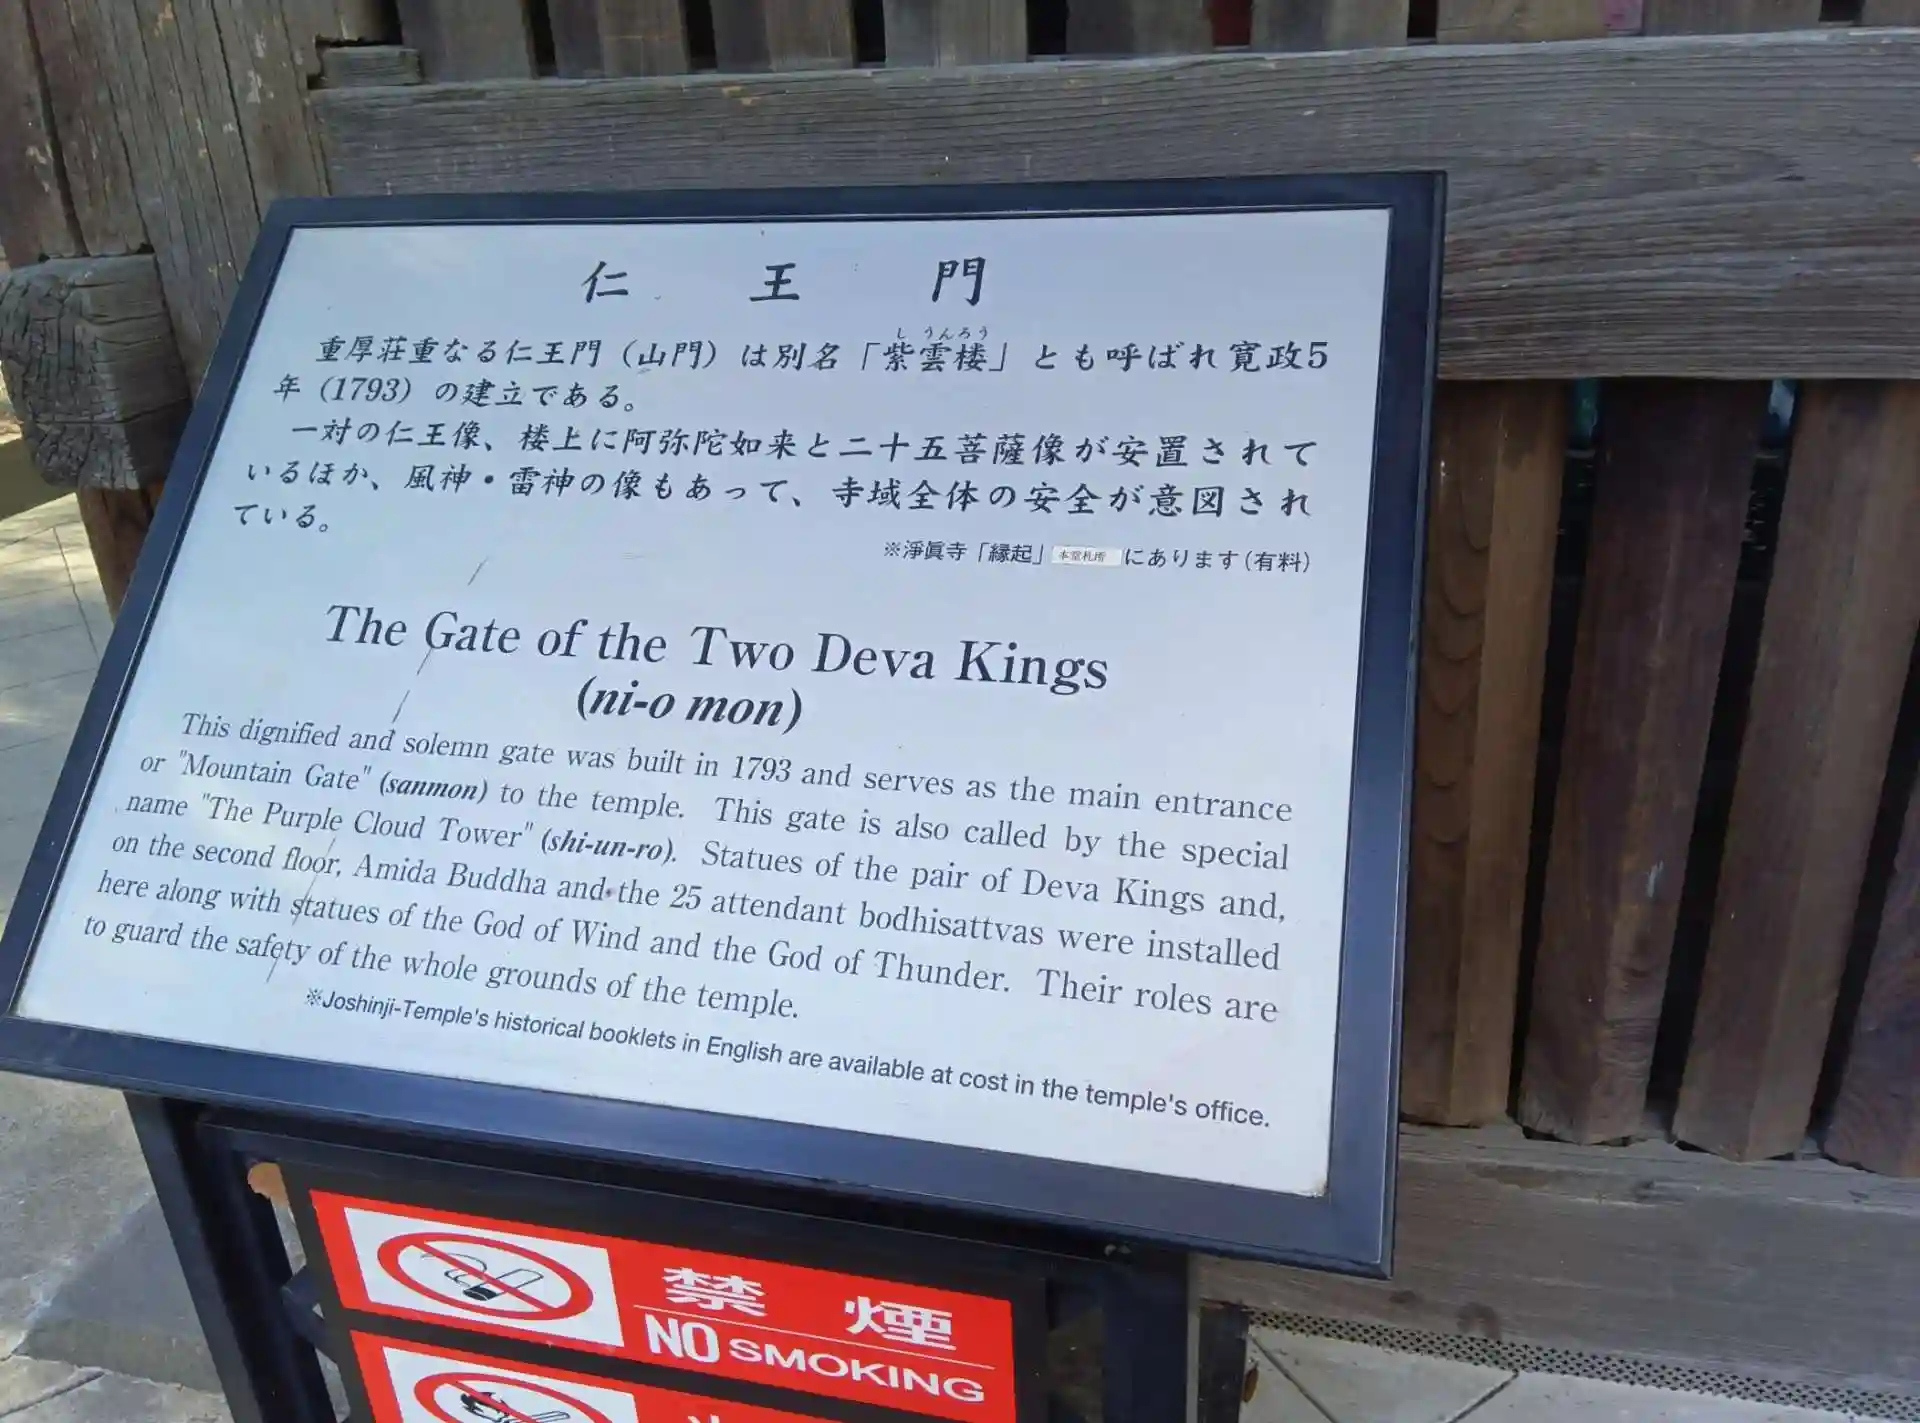 仁王門
重厚荘重なる仁王門（山門）は別名「紫雲楼」とも呼ばれ寛政5
しうんろう
年（1793）の建立である。
一対の仁王像、楼上に阿弥陀如来と二十五菩薩像が安置されて
いるほか、風神・雷神の像もあって、寺域全体の安全が意図され
ている。
※淨眞寺「縁起」本堂札所にあります(有料)
The Gate of the Two Deva Kings
(ni-o mon)
This dignified and solemn gate was built in 1793 and serves as the main entrance
or "Mountain Gate" (sanmon) to the temple. This gate is also called by the special
name "The Purple Cloud Tower" (shi-un-ro). Statues of the pair of Deva Kings and,
on the second floor, Amida Buddha and the 25 attendant bodhisattvas were installed
here along with statues of the God of Wind and the God of Thunder. Their roles are
to guard the safety of the whole grounds of the temple.
※Joshinji-Temple's historical booklets in English are available at cost in the temple's office.
禁煙
NO SMOKING